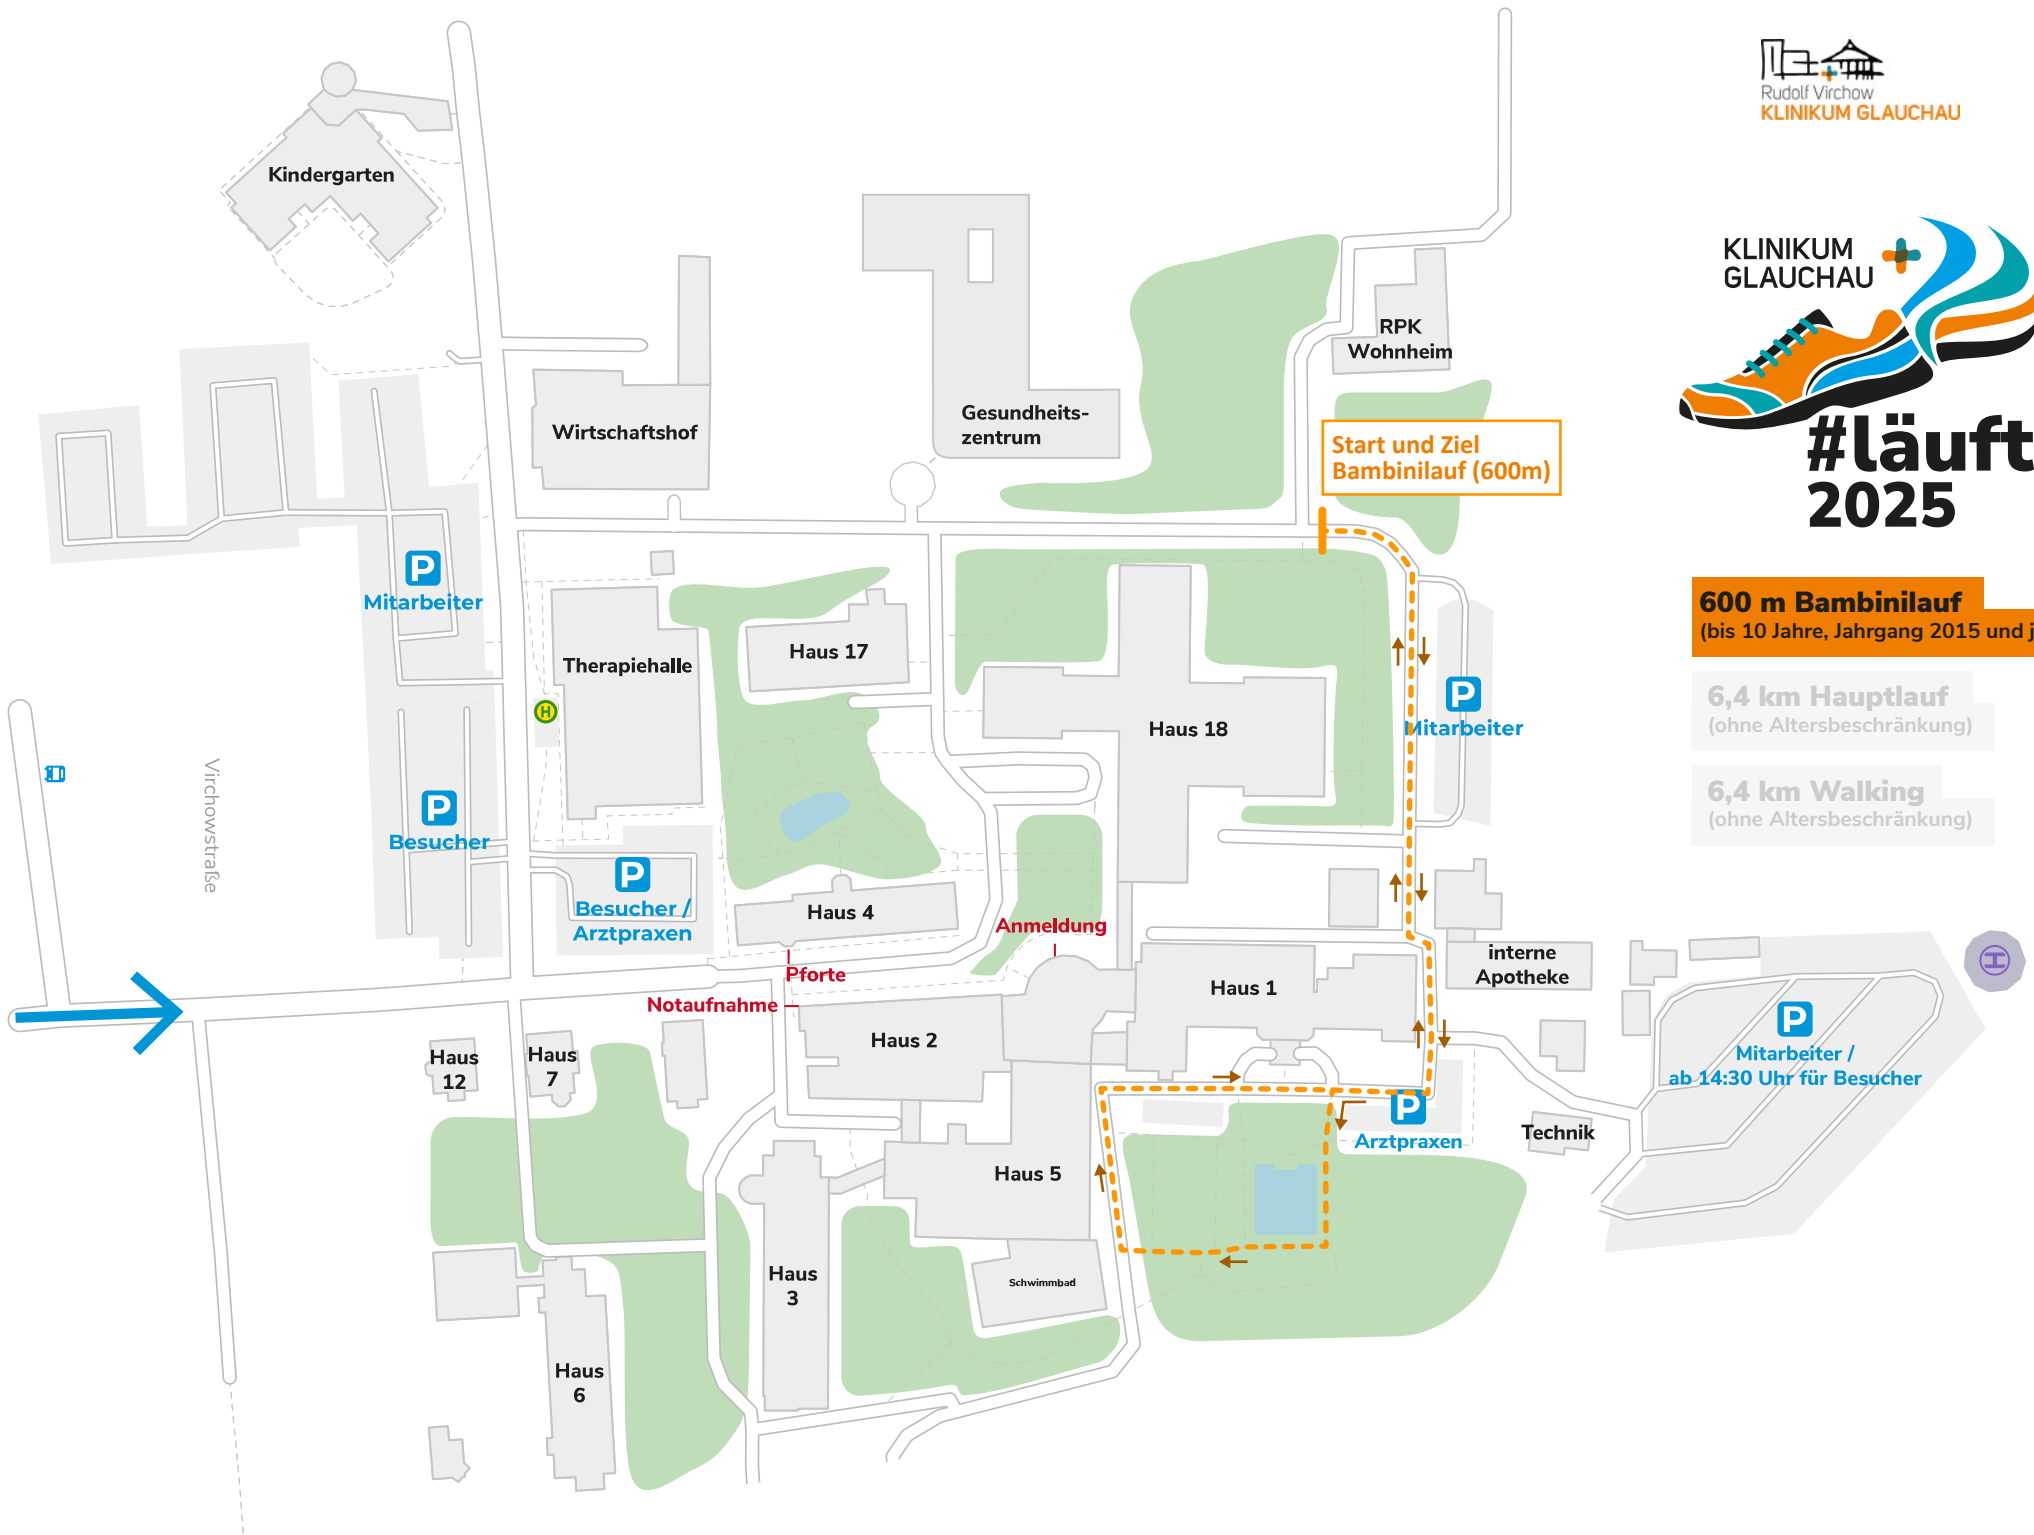 Rudolf Virchow
KLINIKUM GLAUCHAU
Kindergarten
KLINIKUM
GLAUCHAU
#läuft
2025
RPK
Wohnheim
Wirtschaftshof
Gesundheits-
zentrum
Start und Ziel
Bambinilauf (600m)
P
Mitarbeiter
600 m Bambinilauf
(bis 10 Jahre, Jahrgang 2015 und j
6,4 km Hauptlauf
(ohne Altersbeschränkung)
6,4 km Walking
(ohne Altersbeschränkung)
Therapiehalle
Haus 17
H
Haus 18
P
Mitarbeiter
Virchowstraße
P
Besucher
P
Besucher /
Arztpraxen
Haus 4
Anmeldung
Pforte
Notaufnahme
interne
Apotheke
H
Haus 1
Haus 2
P
Mitarbeiter /
ab 14:30 Uhr für Besucher
Haus
12
Haus
7
P
Arztpraxen
Technik
Haus 5
Haus
3
Schwimmbad
Haus
6